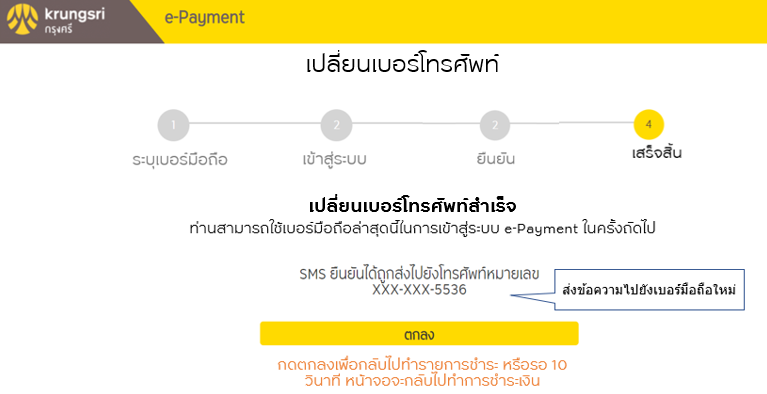 krungsri
กรุงศรี
e-Payment
เปลี่ยนเบอร์โทรศัพท์
1 2 2 4
ระบุเบอร์มือถือ เข้าสู่ระบบ ยืนยัน เสร็จสิ้น
เปลี่ยนเบอร์โทรศัพท์สำเร็จ
ท่านสามารถใช้เบอร์มือถือล่าสุดนี้ในการเข้าสู่ระบบ e-Payment ในครั้งถัดไป
SMS ยืนยันได้ถูกส่งไปยังโทรศัพท์หมายเลข
XXX-XXX-5536
ส่งข้อความไปยังเบอร์มือถือใหม่
ตกลง
กดตกลงเพื่อกลับไปทำรายการชำระ หรือรอ 10
วินาที หน้าจอจะกลับไปทำการชำระเงิน